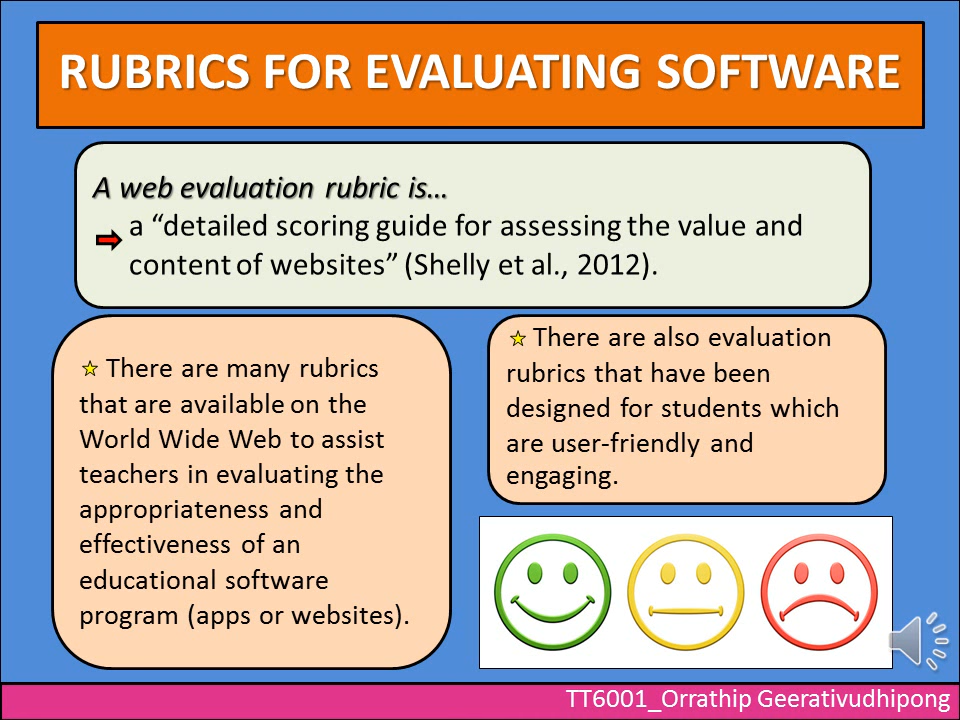 RUBRICS FOR EVALUATING SOFTWARE
A web evaluation rubric is…
a “detailed scoring guide for assessing the value and
content of websites” (Shelly et al., 2012).
There are many rubrics
that are available on the
World Wide Web to assist
teachers in evaluating the
appropriateness and
effectiveness of an
educational software
program (apps or websites).
There are also evaluation
rubrics that have been
designed for students which
are user-friendly and
engaging.
TT6001_Orrathip Geerativudhipong